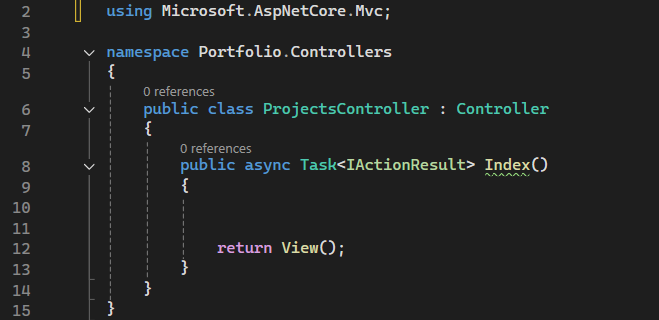 2 using Microsoft.AspNetCore.Mvc;
3
4 namespace Portfolio.Controllers
5 {
0 references
6 public class ProjectsController : Controller
7 {
0 references
8 public async Task<IActionResult> Index()
9 {
10
11
12 return View();
13 }
14 }
15 }